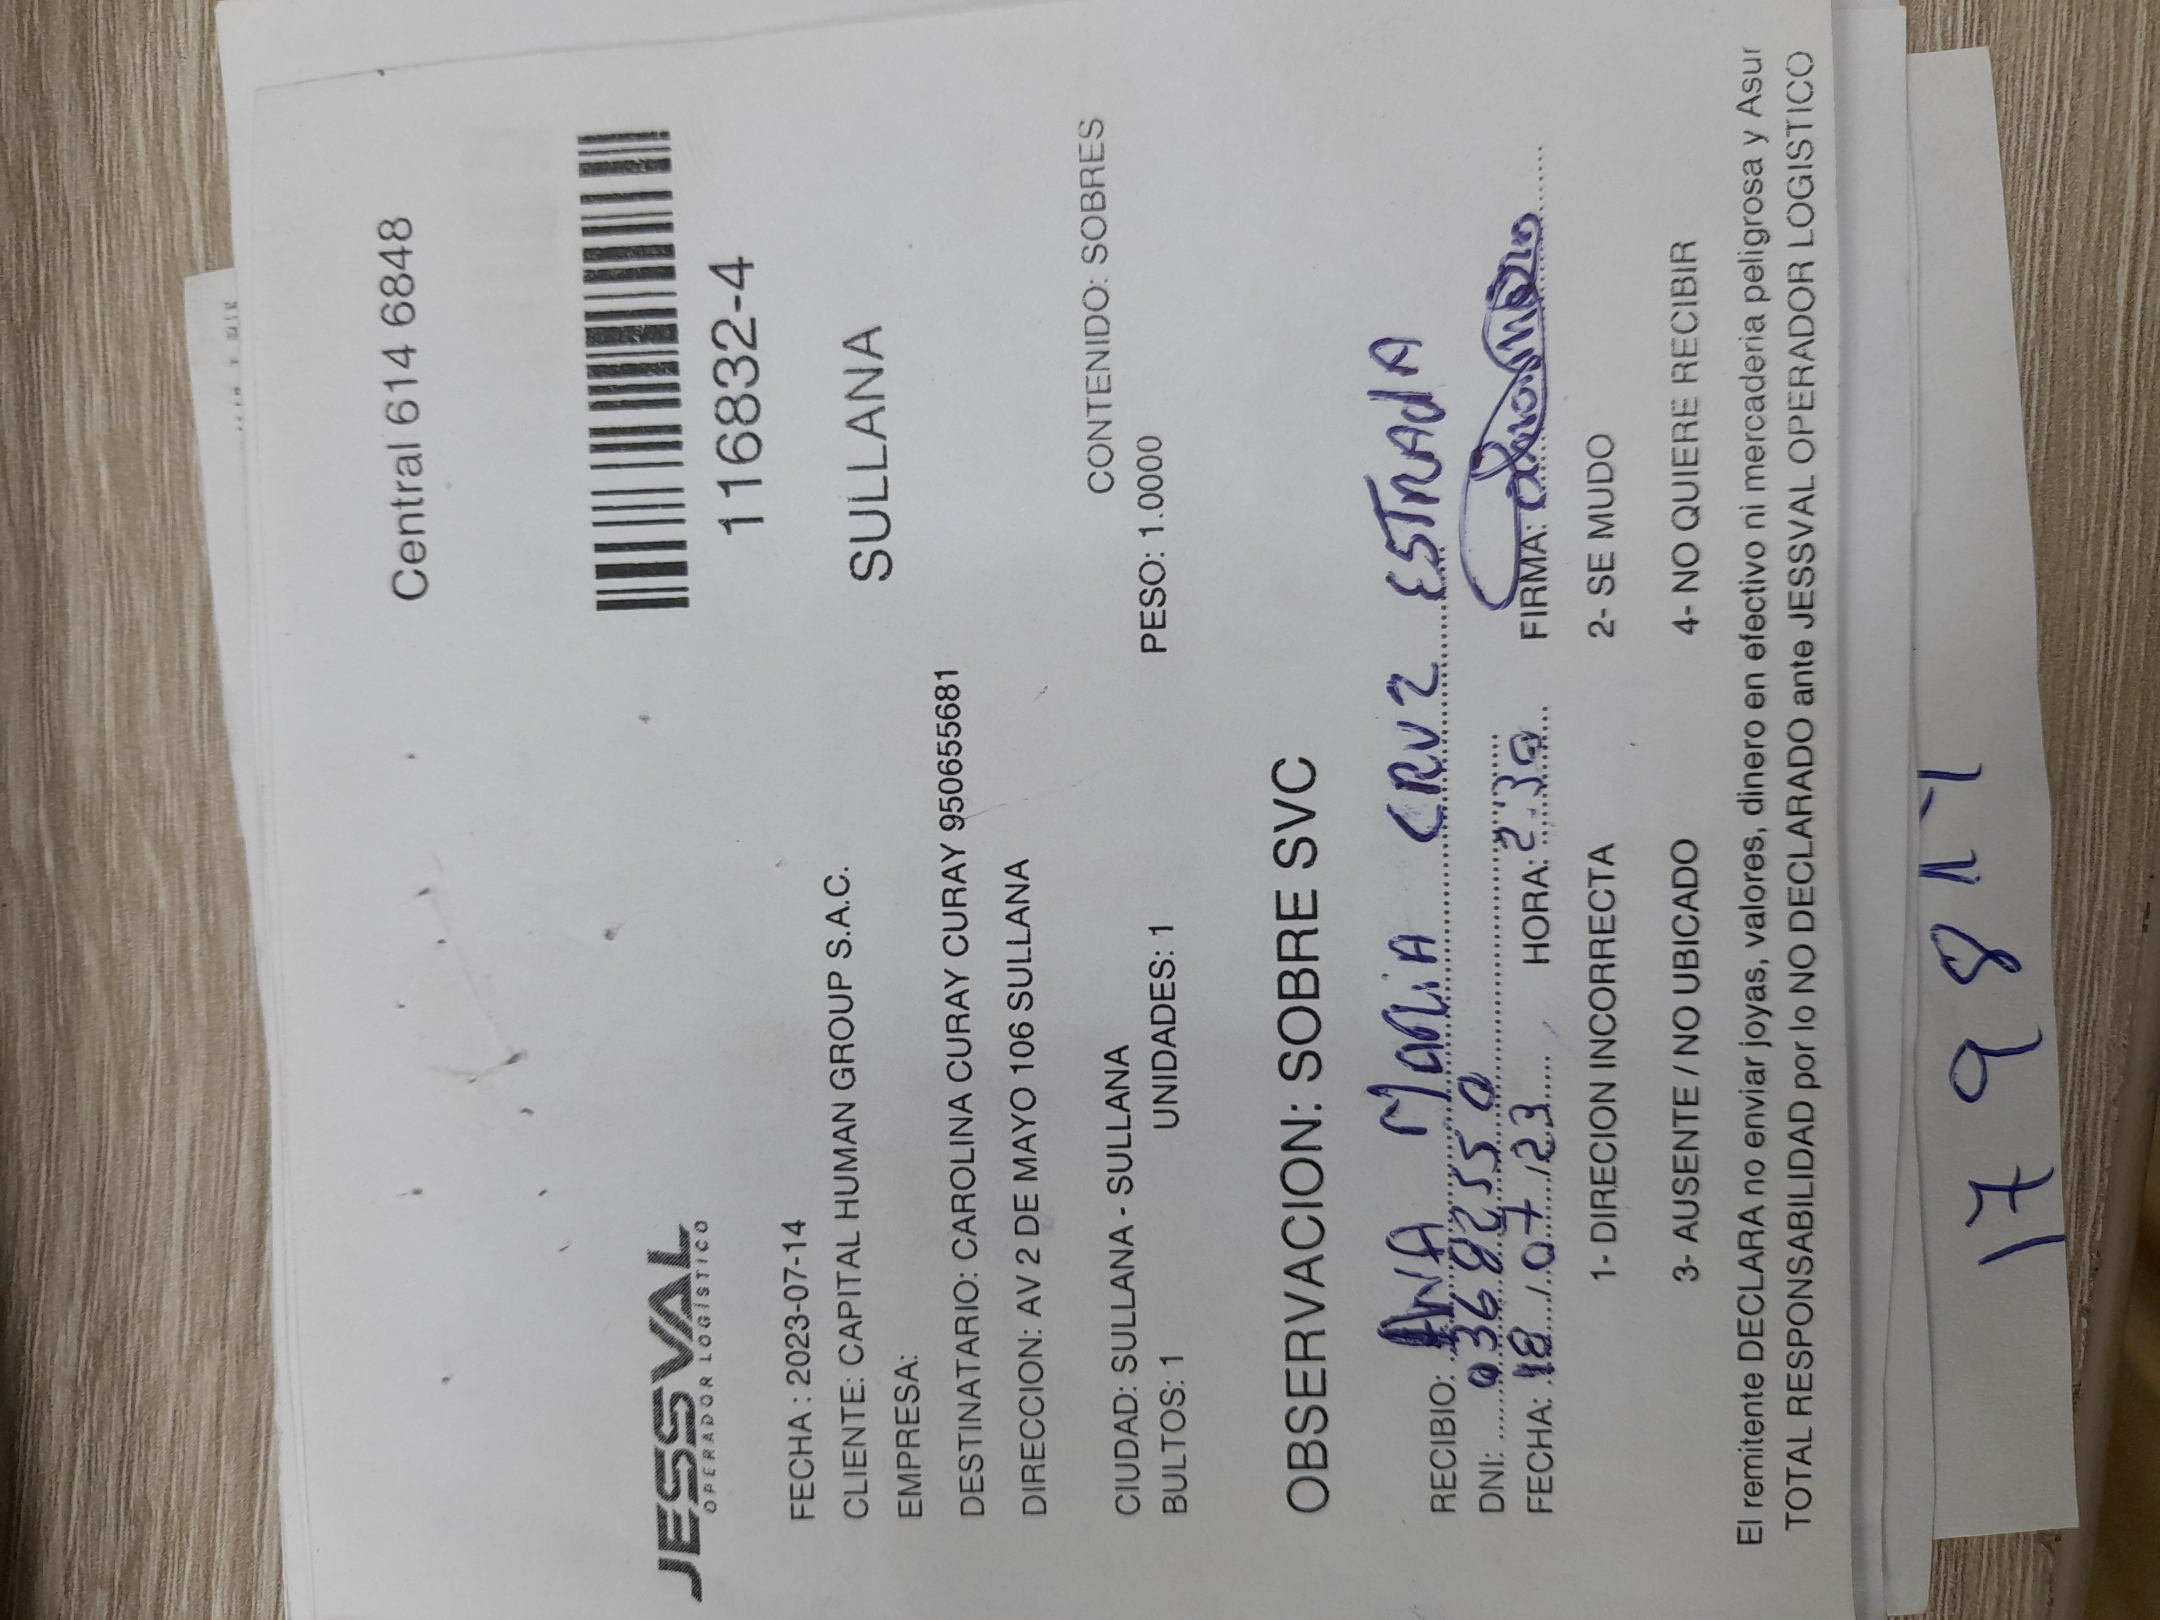 Central 614 6848
JESSVAL
OPERADOR LOGÍSTICO
116832-4
FECHA : 2023-07-14
CLIENTE: CAPITAL HUMAN GROUP S.A.C.
SULLANA
EMPRESA:
DESTINATARIO: CAROLINA CURAY CURAY 950655681
DIRECCION: AV 2 DE MAYO 106 SULLANA
CONTENIDO: SOBRES
CIUDAD: SULLANA - SULLANA
BULTOS: 1 UNIDADES: 1 PESO: 1.0000
OBSERVACION: SOBRE SVC
RECIBIO: ANA MARiA CRUZ ESTRAdA
DNI: 03682550
FECHA: 18/07/23 HORA: 2:30 FIRMA:
1- DIRECION INCORRECTA 2- SE MUDO
3- AUSENTE / NO UBICADO 4- NO QUIERE RECIBIR
El remitente DECLARA no enviar joyas, valores, dinero en efectivo ni mercaderia peligrosa y Asur
TOTAL RESPONSABILIDAD por lo NO DECLARADO ante JESSVAL OPERADOR LOGISTICO